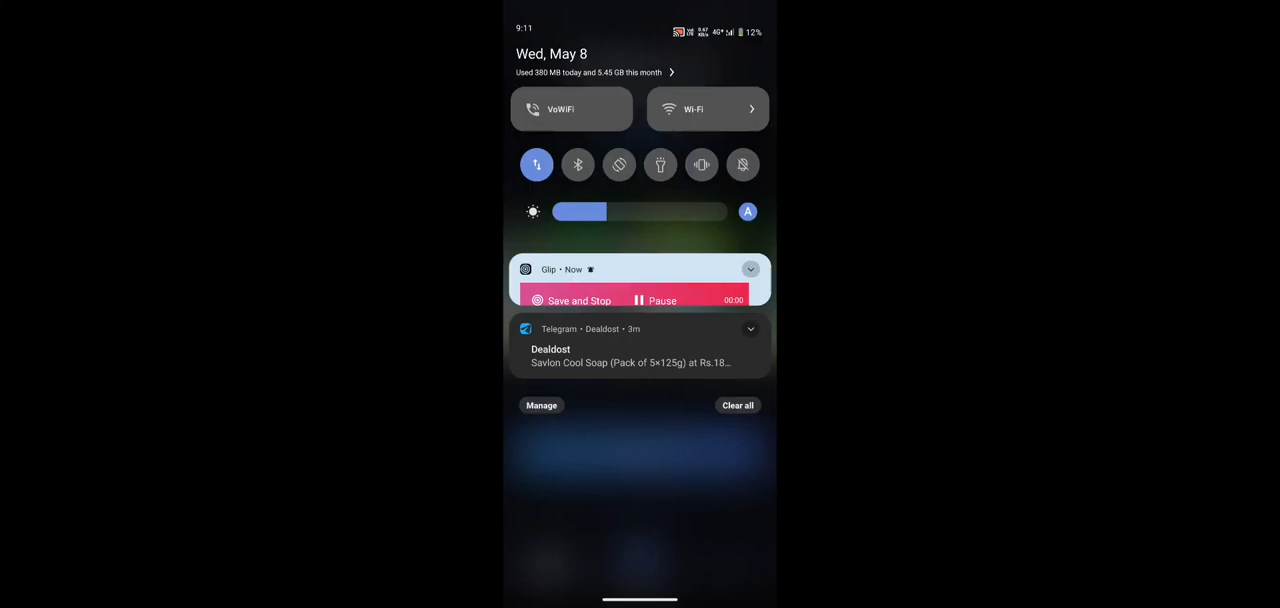 9:11
4G+ 12%
Wed, May 8
Used 380 MB today and 5.45 GB this month
VoWiFi
Wi-Fi
A
Glip • Now
Save and Stop
Pause
00:00
Telegram • Dealdost • 3m
Dealdost
Savlon Cool Soap (Pack of 5×125g) at Rs.18...
Manage
Clear all